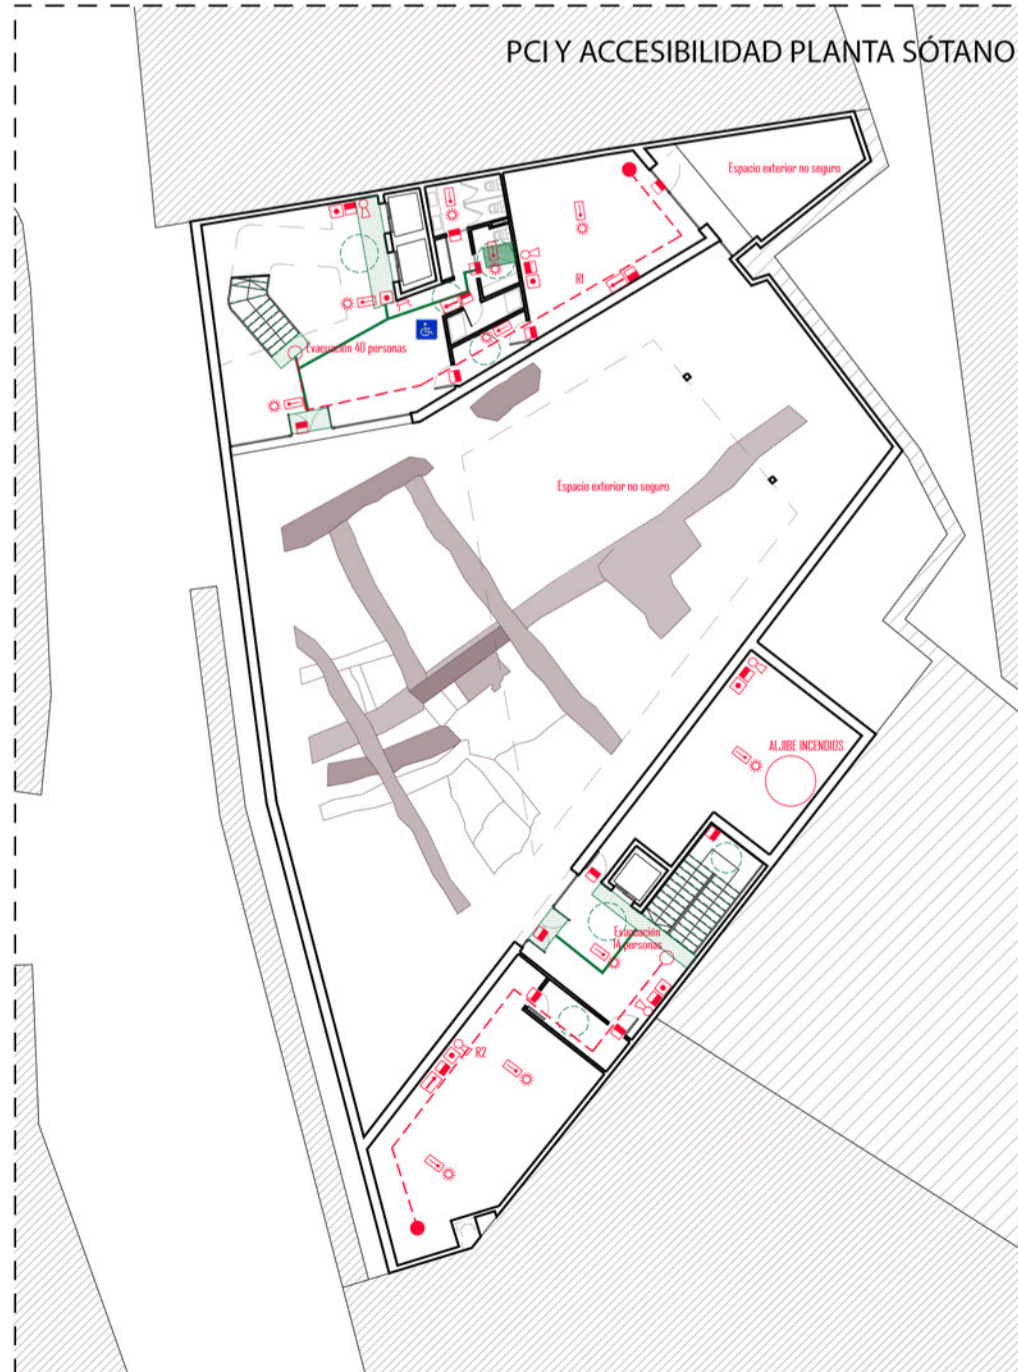 PCI Y ACCESIBILIDAD PLANTA SÓTANO
Espacio exterior no seguro
R1
Evacuación 40 personas
Espacio exterior no seguro
ALJIBE INCENDIOS
Evacuación
14 personas
R2